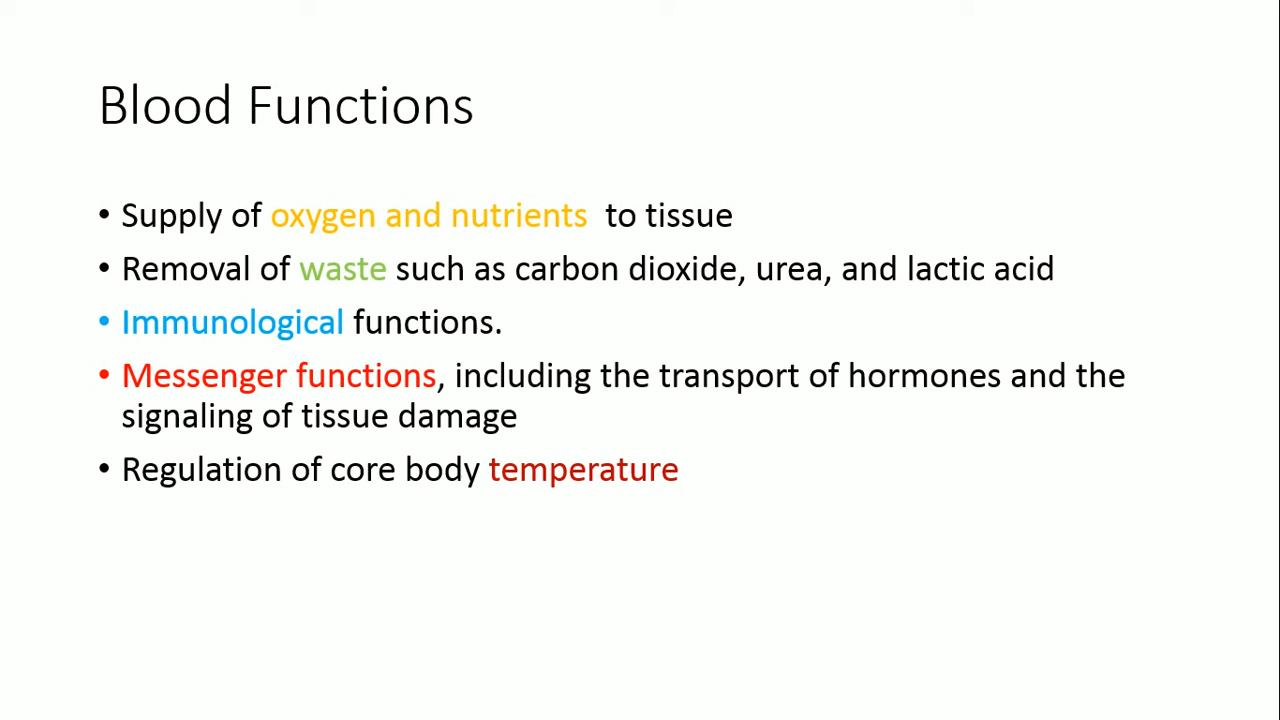 Blood Functions
• Supply of oxygen and nutrients  to tissue
• Removal of waste such as carbon dioxide, urea, and lactic acid
• Immunological functions.
• Messenger functions, including the transport of hormones and the
signaling of tissue damage
• Regulation of core body temperature